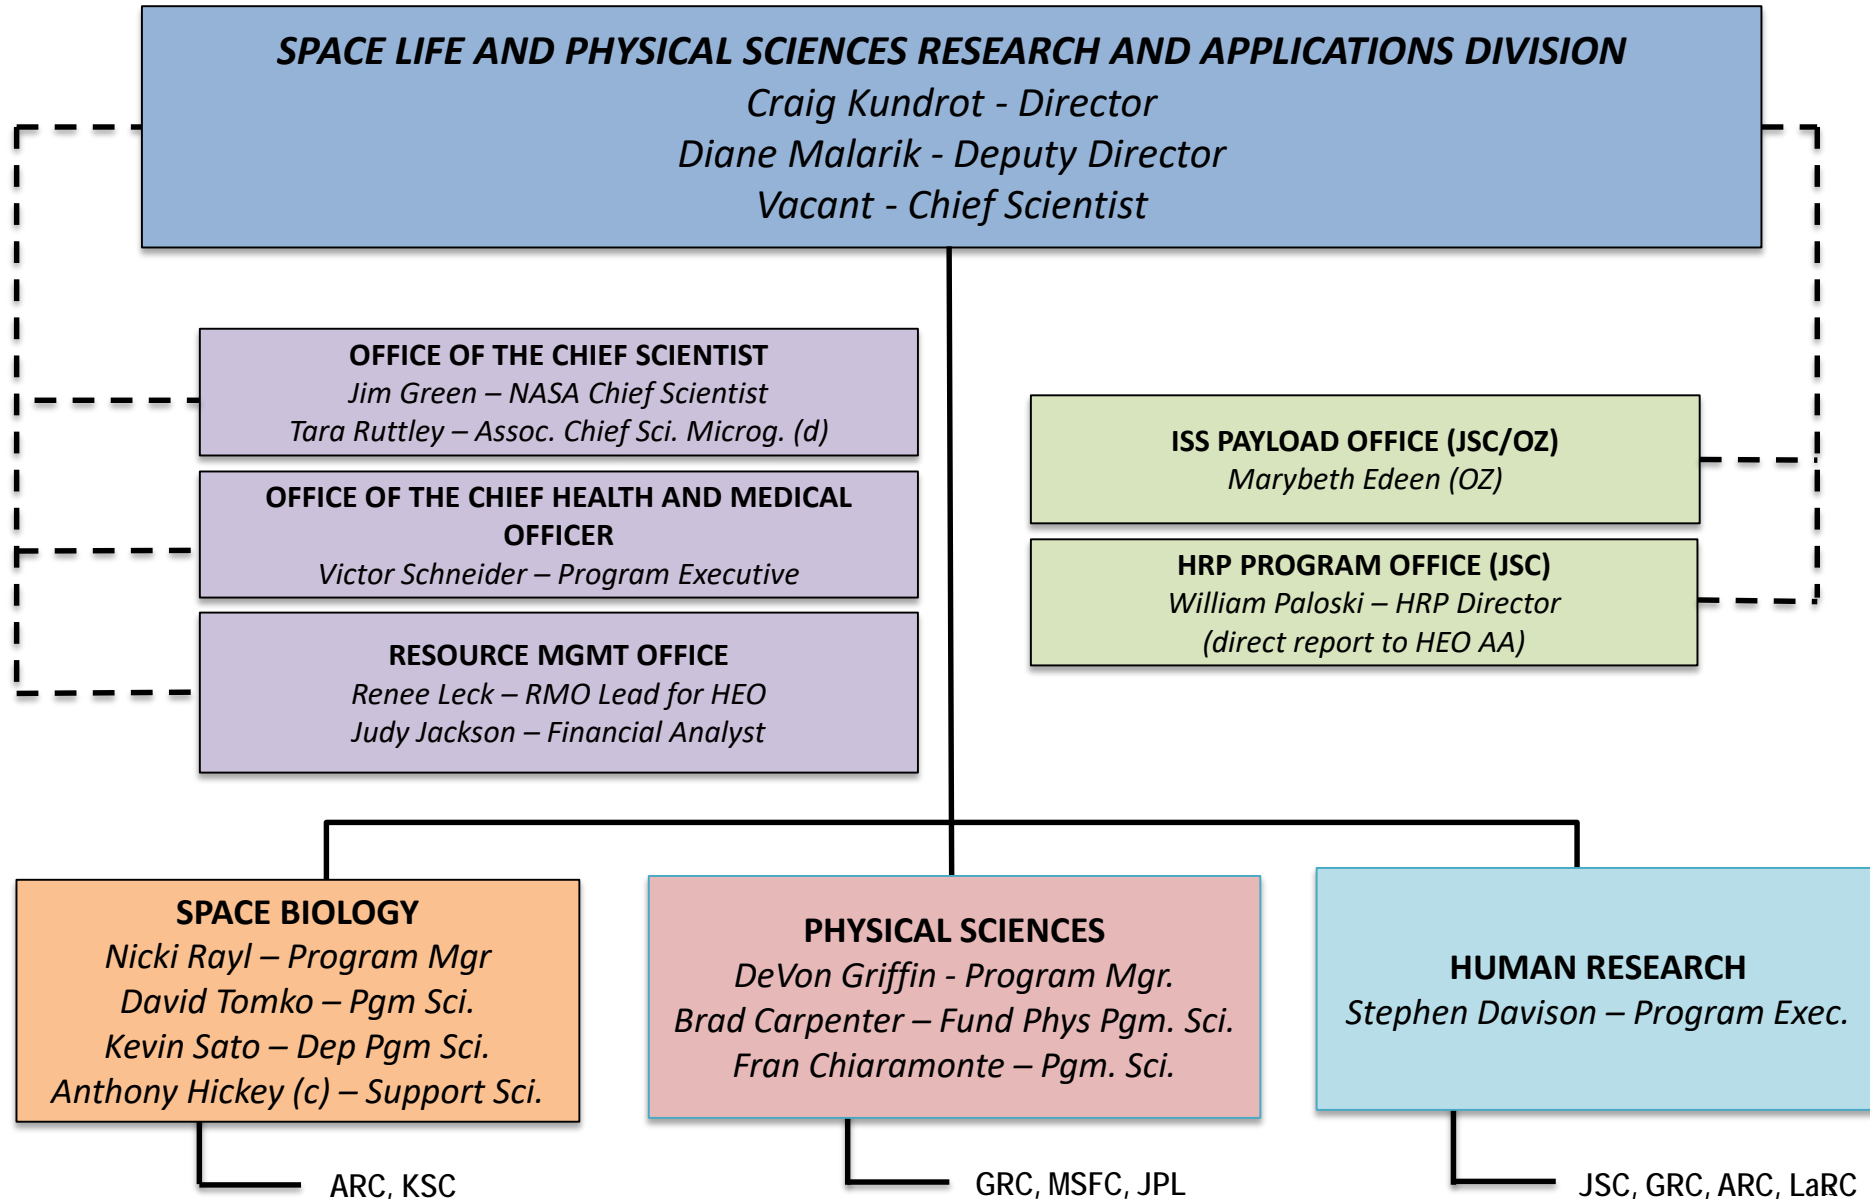 SPACE LIFE AND PHYSICAL SCIENCES RESEARCH AND APPLICATIONS DIVISION
Craig Kundrot - Director
Diane Malarik - Deputy Director
Vacant - Chief Scientist
OFFICE OF THE CHIEF SCIENTIST
Jim Green – NASA Chief Scientist
Tara Ruttley – Assoc. Chief Sci. Microg. (d)
OFFICE OF THE CHIEF HEALTH AND MEDICAL
OFFICER
Victor Schneider – Program Executive
RESOURCE MGMT OFFICE
Renee Leck – RMO Lead for HEO
Judy Jackson – Financial Analyst
ISS PAYLOAD OFFICE (JSC/OZ)
Marybeth Edeen (OZ)
HRP PROGRAM OFFICE (JSC)
William Paloski – HRP Director
(direct report to HEO AA)
SPACE BIOLOGY
Nicki Rayl – Program Mgr
David Tomko – Pgm Sci.
Kevin Sato – Dep Pgm Sci.
Anthony Hickey (c) – Support Sci.
ARC, KSC
PHYSICAL SCIENCES
DeVon Griffin - Program Mgr.
Brad Carpenter – Fund Phys Pgm. Sci.
Fran Chiaramonte – Pgm. Sci.
GRC, MSFC, JPL
HUMAN RESEARCH
Stephen Davison – Program Exec.
JSC, GRC, ARC, LaRC